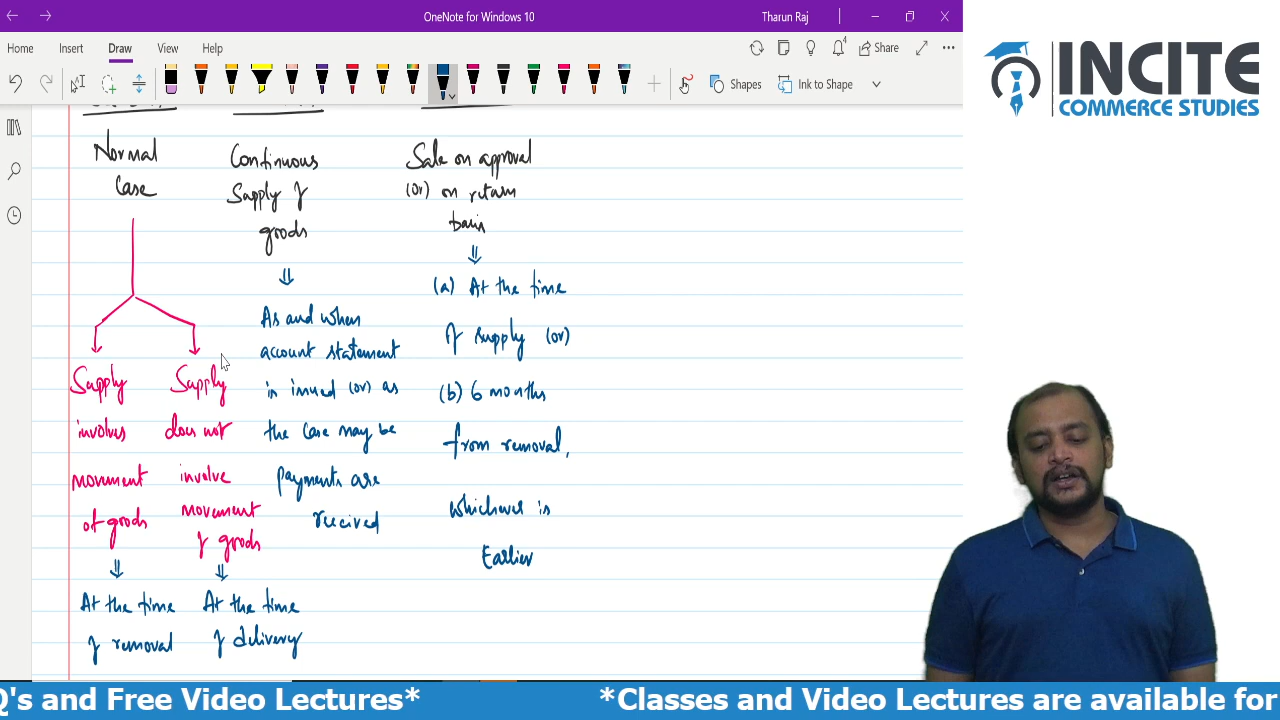 OneNote for Windows 10
Tharun Raj
Home Insert Draw View Help
4
Share
Shapes
Ink to Shape
INCITE
COMMERCE STUDIES
Normal
Case
Continuous
Supply of
goods
Sale on approval
(or) on return
basis
Supply
involves
movement
of goods
At the time
of removal
Supply
does not
involve
movement
of goods
At the time
of delivery
As and when
account statement
is issued (or) as
the case may be
payments are
received
(a) At the time
of supply (or)
(b) 6 months
from removal,
whichever is
Earlier
Q's and Free Video Lectures* *Classes and Video Lectures are available for